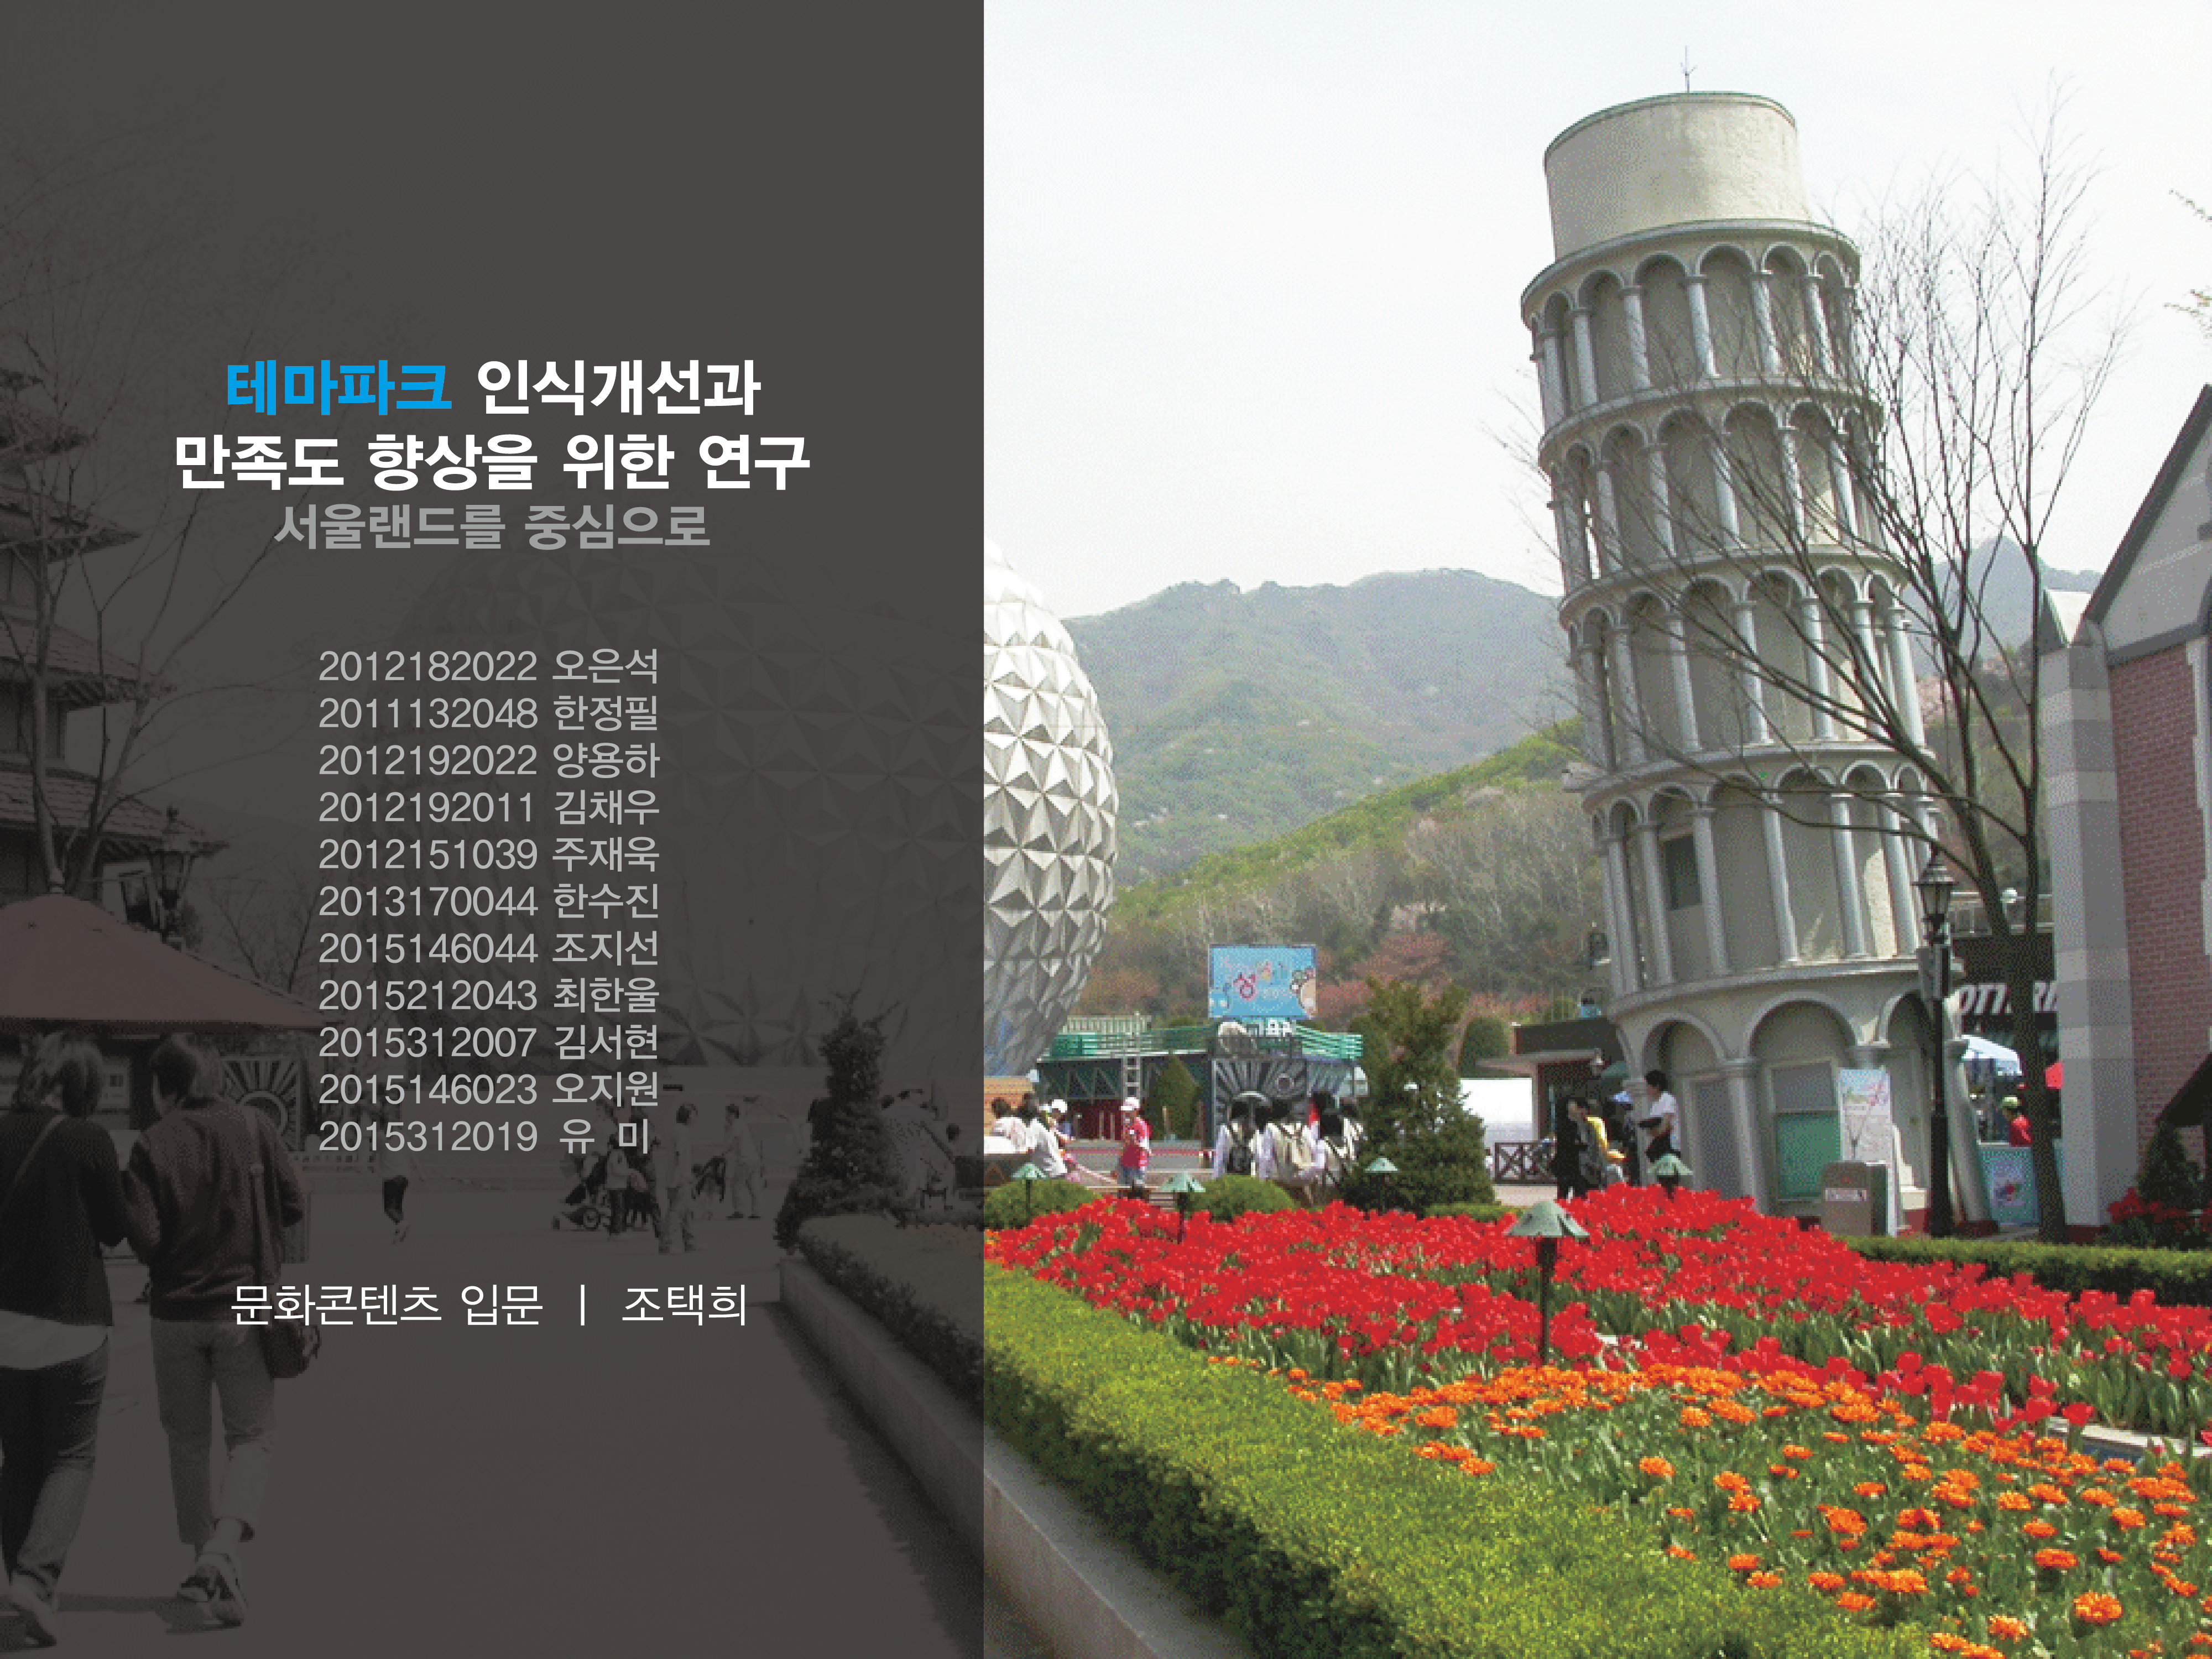 테마파크 인식개선과
만족도 향상을 위한 연구
서울랜드를 중심으로
2012182022 오은석
2011132048 한정필
2012192022 양용하
2012192011 김채우
2012151039 주재욱
2013170044 한수진
2015146044 조지선
2015212043 최한울
2015312007 김서현
2015146023 오지원
2015312019 유 미
문화콘텐츠 입문 | 조택희